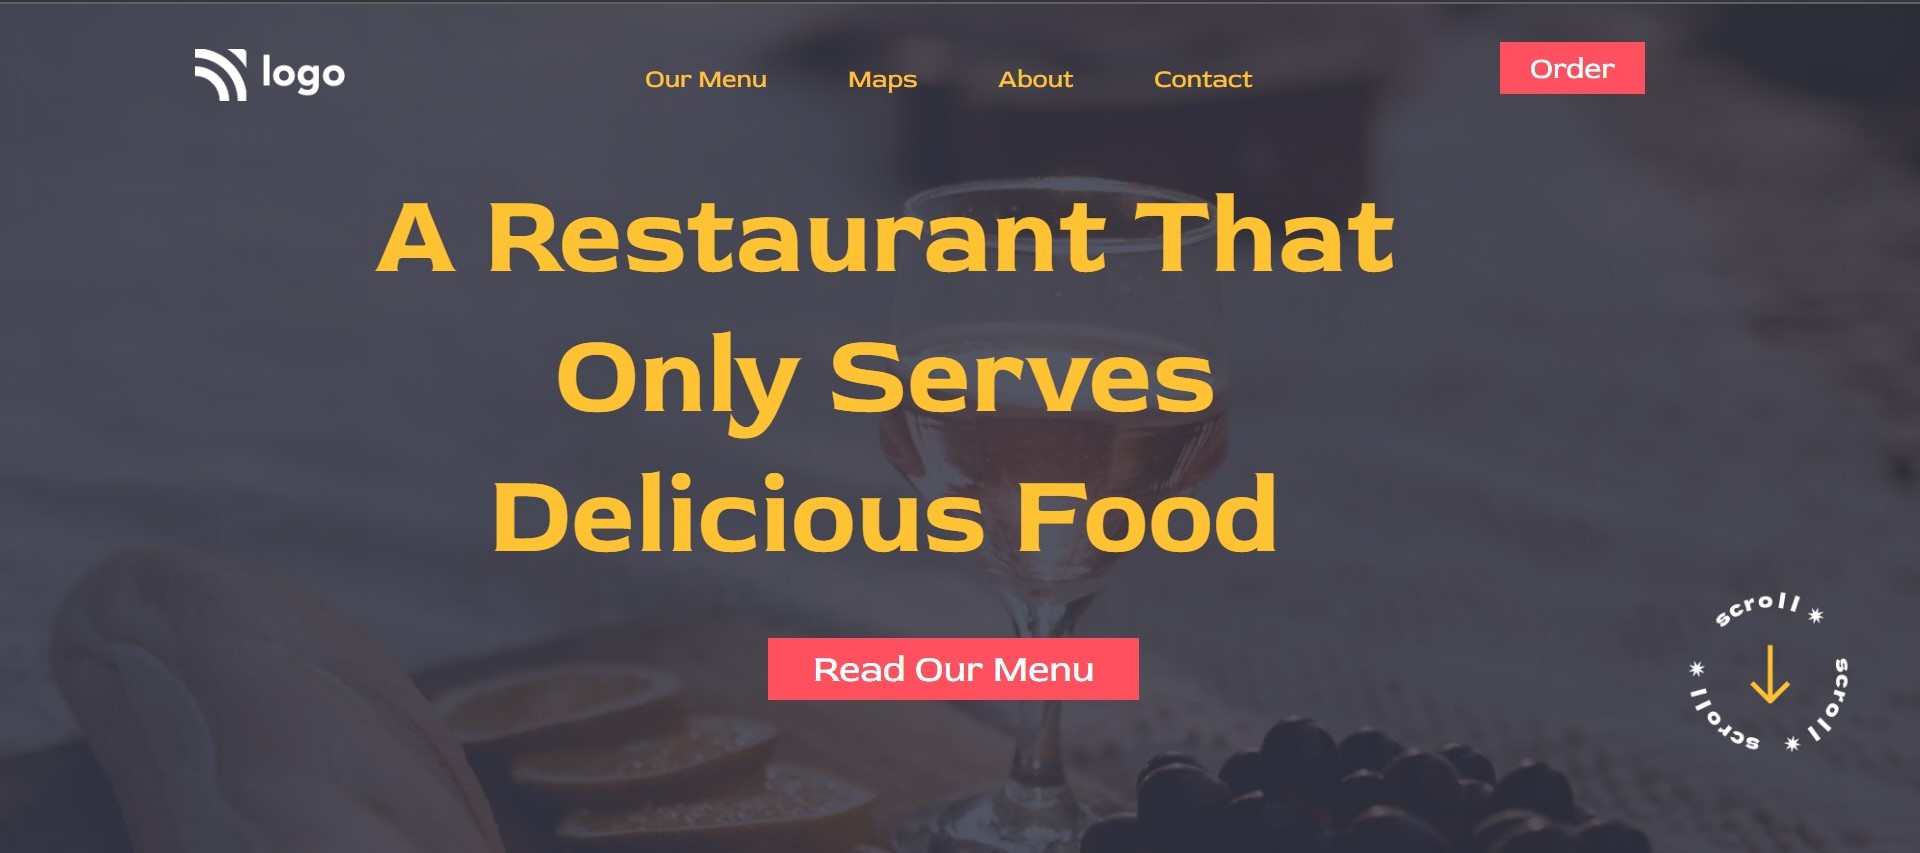 logo
Our Menu
Maps
About
Contact
Order
A Restaurant That
Only Serves
Delicious Food
Read Our Menu
scroll * scroll * scroll *